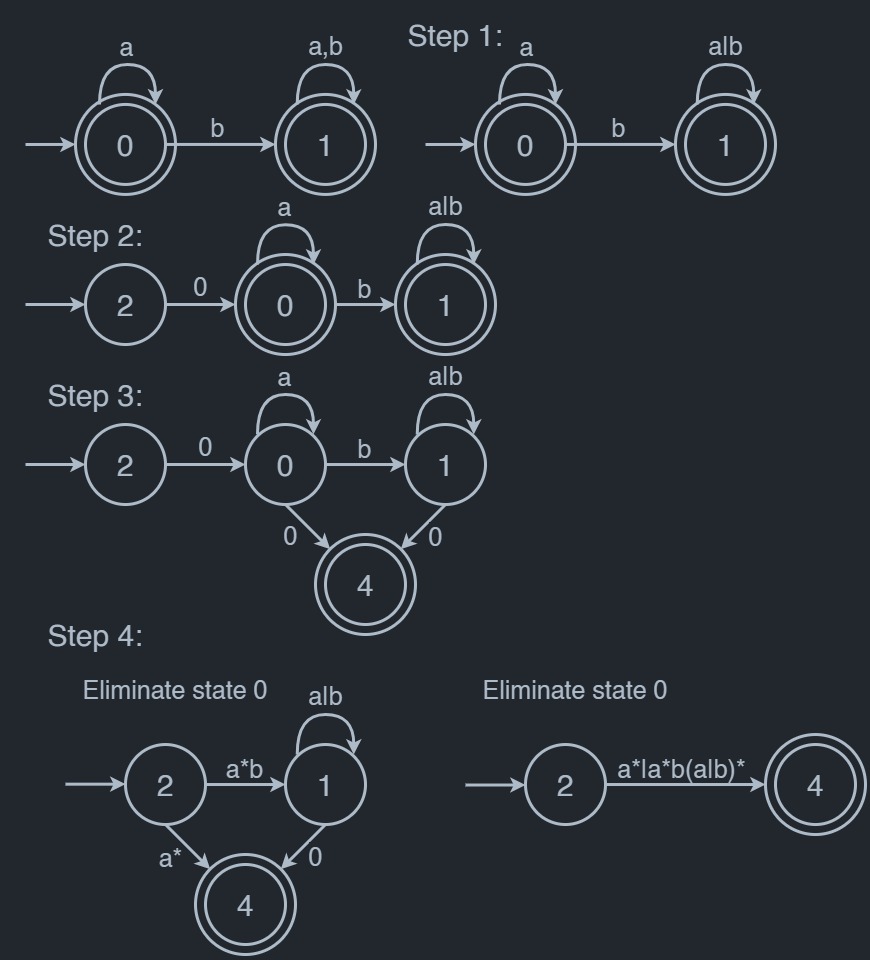 a
a,b
0
b
1
Step 1:
a
a|b
0
b
1
Step 2:
a
a|b
2
0
0
b
1
Step 3:
a
a|b
2
0
0
b
1
0
0
4
Step 4:
Eliminate state 0
a|b
2
a*b
1
a*
0
4
Eliminate state 0
2
a*|a*b(a|b)*
4